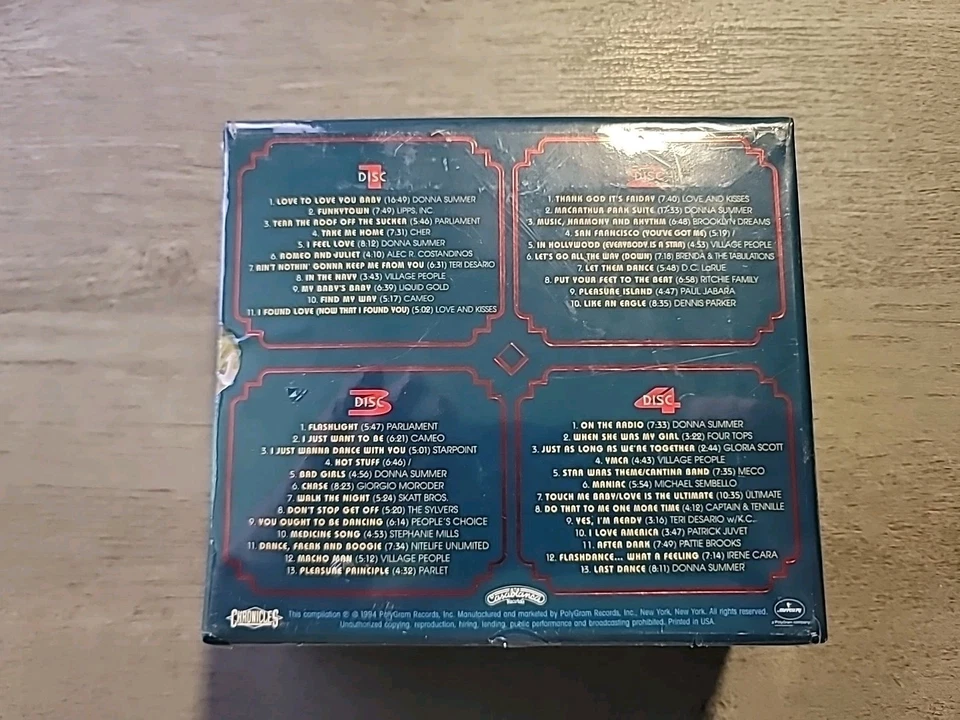 DISC 1
1. LOVE TO LOVE YOU BABY (16:49) DONNA SUMMER
2. FUNKYTOWN (7:49) LIPPS, INC.
3. TEAR THE ROOF OFF THE SUCKER (5:46) PARLIAMENT
4. TAKE ME HOME (7:31) CHER
5. I FEEL LOVE (8:12) DONNA SUMMER
6. ROMEO AND JULIET (4:10) ALEC R. COSTANDINOS
7. AIN'T NOTHIN' GONNA KEEP ME FROM YOU (6:31) TERI DESARIO
8. IN THE NAVY (3:43) VILLAGE PEOPLE
9. MY BABY'S BABY (6:39) LIQUID GOLD
10. FIND MY WAY (5:17) CAMEO
11. I FOUND LOVE (NOW THAT I FOUND YOU) (5:02) LOVE AND KISSES
DISC
1. THANK GOD IT'S FRIDAY (7:40) LOVE AND KISSES
2. MACARTHUR PARK SUITE (17:33) DONNA SUMMER
3. MUSIC, HARMONY AND RHYTHM (6:48) BROOKLYN DREAMS
4. SAN FRANCISCO (YOU'VE GOT ME) (5:19) /
5. IN HOLLYWOOD (EVERYBODY IS A STAR) (4:53) VILLAGE PEOPLE
6. LET'S GO ALL THE WAY (DOWN) (7:18) BRENDA & THE TABULATIONS
7. LET THEM DANCE (5:48) D.C. LaRUE
8. PUT YOUR FEET TO THE BEAT (6:58) RITCHIE FAMILY
9. PLEASURE ISLAND (4:47) PAUL JABARA
10. LIKE AN EAGLE (8:35) DENNIS PARKER
DISC 3
1. FLASHLIGHT (5:47) PARLIAMENT
2. I JUST WANT TO BE (6:21) CAMEO
3. I JUST WANNA DANCE WITH YOU (5:01) STARPOINT
4. HOT STUFF (6:46) /
5. BAD GIRLS (4:56) DONNA SUMMER
6. CHASE (8:23) GIORGIO MORODER
7. WALK THE NIGHT (5:24) SKATT BROS.
8. DON'T STOP GET OFF (5:20) THE SYLVERS
9. YOU OUGHT TO BE DANCING (6:14) PEOPLE'S CHOICE
10. MEDICINE SONG (4:53) STEPHANIE MILLS
11. DANCE, FREAK AND BOOGIE (7:34) NITELIFE UNLIMITED
12. MACHO MAN (5:12) VILLAGE PEOPLE
13. PLEASURE PRINCIPLE (4:32) PARLET
DISC 4
1. ON THE RADIO (7:33) DONNA SUMMER
2. WHEN SHE WAS MY GIRL (3:22) FOUR TOPS
3. JUST AS LONG AS WE'RE TOGETHER (2:44) GLORIA SCOTT
4. YMCA (4:43) VILLAGE PEOPLE
5. STAR WARS THEME/CANTINA BAND (7:35) MECO
6. MANIAC (5:54) MICHAEL SEMBELLO
7. TOUCH ME BABY/LOVE IS THE ULTIMATE (10:35) ULTIMATE
8. DO THAT TO ME ONE MORE TIME (4:12) CAPTAIN & TENNILLE
9. YES, I'M READY (3:16) TERI DESARIO w/K.C.
10. I LOVE AMERICA (3:47) PATRICK JUVET
11. AFTER DARK (7:49) PATTIE BROOKS
12. FLASHDANCE... WHAT A FEELING (7:14) IRENE CARA
13. LAST DANCE (8:11) DONNA SUMMER
CHRONICLES
Casablanca
Records
This compilation ℗ © 1994 PolyGram Records, Inc. Manufactured and marketed by PolyGram Records, Inc., New York, New York. All rights reserved.
Unauthorized copying, reproduction, hiring, lending, public performance and broadcasting prohibited. Printed in USA.
mercury
a PolyGram company